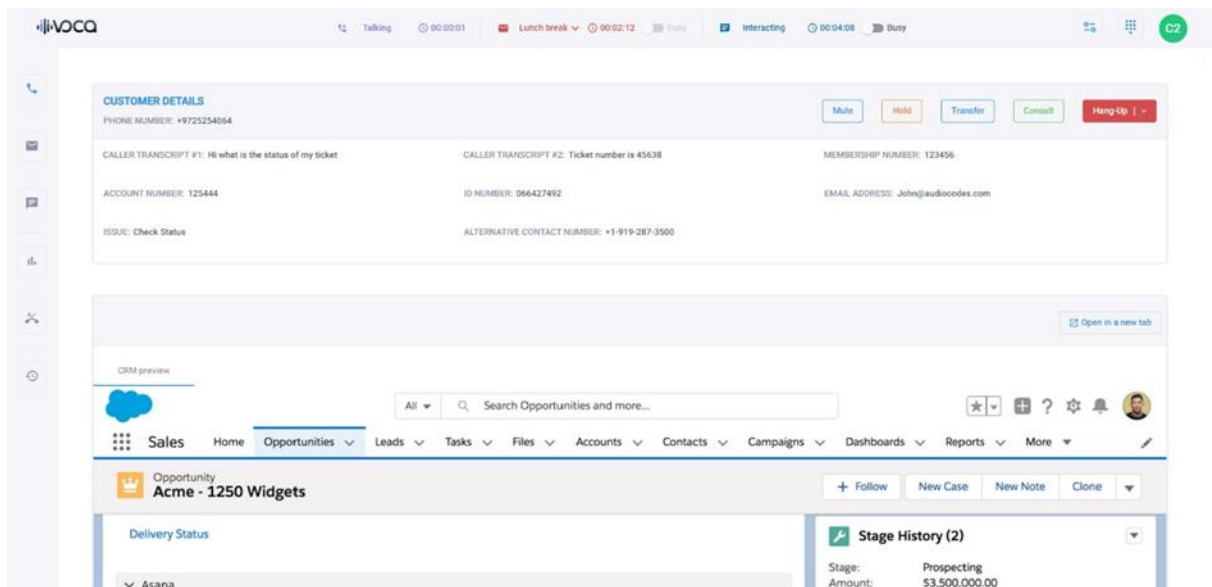 VOCA
Talking 00:00:01 Lunch break 00:02:12 Busy Interacting 00:04:08 Busy C2
CUSTOMER DETAILS
PHONE NUMBER: +9725254064
Mute Hold Transfer Consult Hang-Up
CALLER TRANSCRIPT #1: Hi what is the status of my ticket CALLER TRANSCRIPT #2: Ticket number is 45638 MEMBERSHIP NUMBER: 123456
ACCOUNT NUMBER: 125444 ID NUMBER: 066427492 EMAIL ADDRESS: John@audiocodes.com
ISSUE: Check Status ALTERNATIVE CONTACT NUMBER: +1-919-287-3500
Open in a new tab
CRM preview
All Search Opportunities and more...
Sales Home Opportunities Leads Tasks Files Accounts Contacts Campaigns Dashboards Reports More
Opportunity
Acme - 1250 Widgets
+ Follow New Case New Note Clone
Delivery Status
Stage History (2)
Stage: Prospecting
Asana
Amount: $3,500,000.00